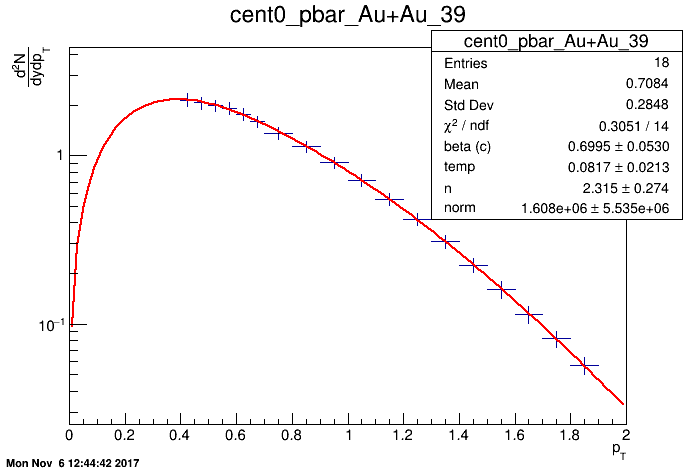 cent0_pbar_Au+Au_39
cent0_pbar_Au+Au_39
Entries 18
Mean 0.7084
Std Dev 0.2848
χ² / ndf 0.3051 / 14
beta (c) 0.6995 ± 0.0530
temp 0.0817 ± 0.0213
n 2.315 ± 0.274
norm 1.608e+06 ± 5.535e+06
d²N
dydp_T
1
10⁻¹
0 0.2 0.4 0.6 0.8 1 1.2 1.4 1.6 1.8 2
p_T
Mon Nov 6 12:44:42 2017